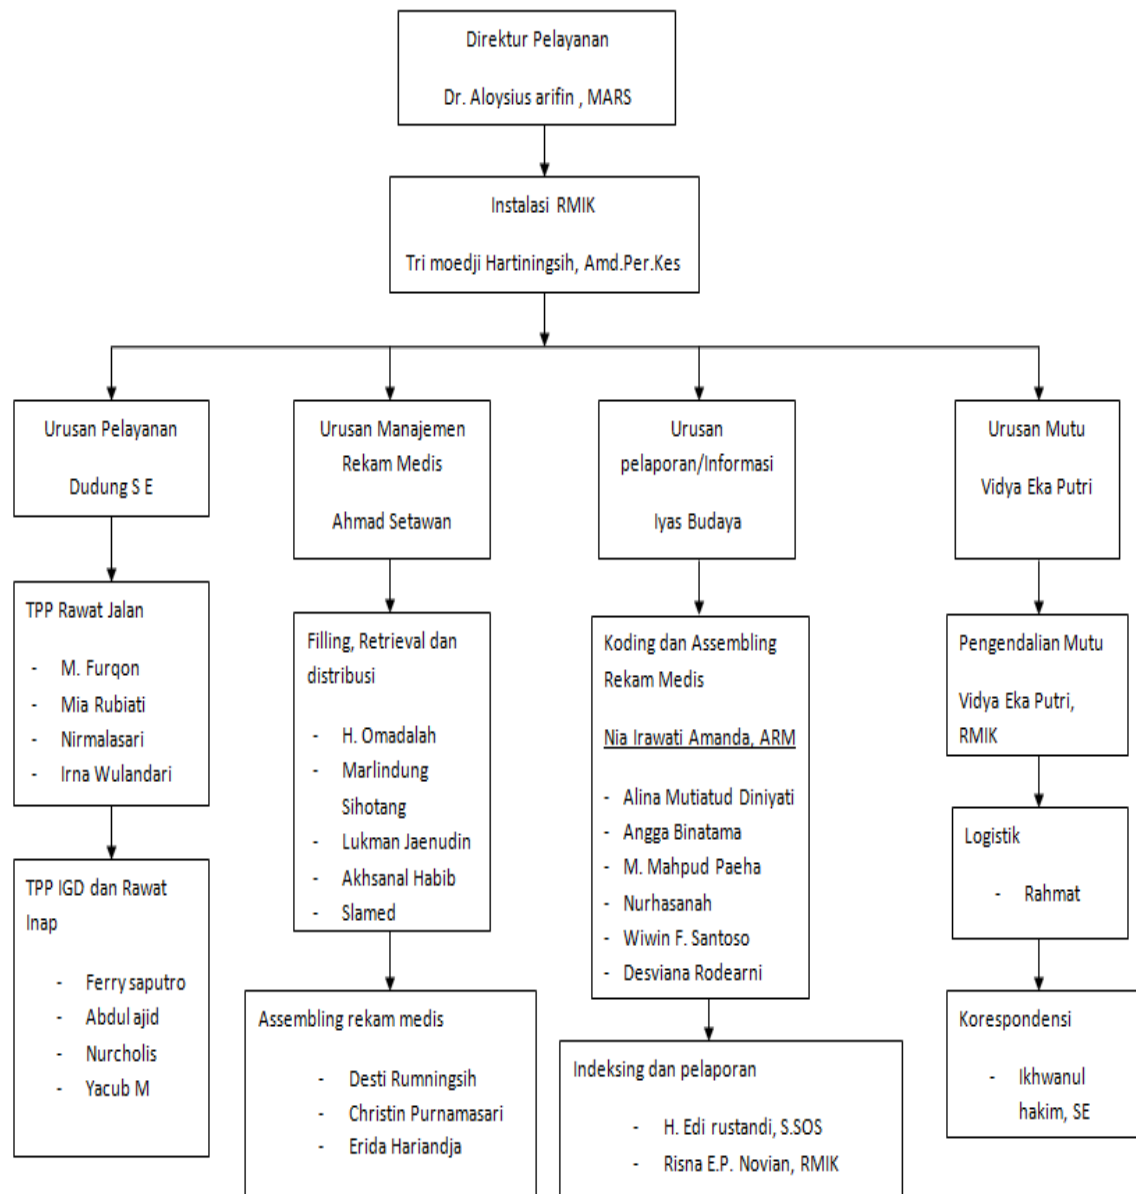 Direktur Pelayanan
Dr. Aloysius arifin , MARS
Instalasi RMIK
Tri moedji Hartiningsih, Amd.Per.Kes
Urusan Pelayanan
Dudung S E
Urusan Manajemen
Rekam Medis
Ahmad Setawan
Urusan
pelaporan/Informasi
Iyas Budaya
Urusan Mutu
Vidya Eka Putri
TPP Rawat Jalan
- M. Furqon
- Mia Rubiati
- Nirmalasari
- Irna Wulandari
TPP IGD dan Rawat
Inap
- Ferry saputro
- Abdul ajid
- Nurcholis
- Yacub M
Filling, Retrieval dan
distribusi
- H. Omadalah
- Marlindung
Sihotang
- Lukman Jaenudin
- Akhsanal Habib
- Slamed
Assembling rekam medis
- Desti Rumningsih
- Christin Purnamasari
- Erida Hariandja
Koding dan Assembling
Rekam Medis
Nia Irawati Amanda, ARM
- Alina Mutiatud Diniyati
- Angga Binatama
- M. Mahpud Paeha
- Nurhasanah
- Wiwin F. Santoso
- Desviana Rodearni
Indeksing dan pelaporan
- H. Edi rustandi, S.SOS
- Risna E.P. Novian, RMIK
Pengendalian Mutu
Vidya Eka Putri,
RMIK
Logistik
- Rahmat
Korespondensi
- Ikhwanul
hakim, SE